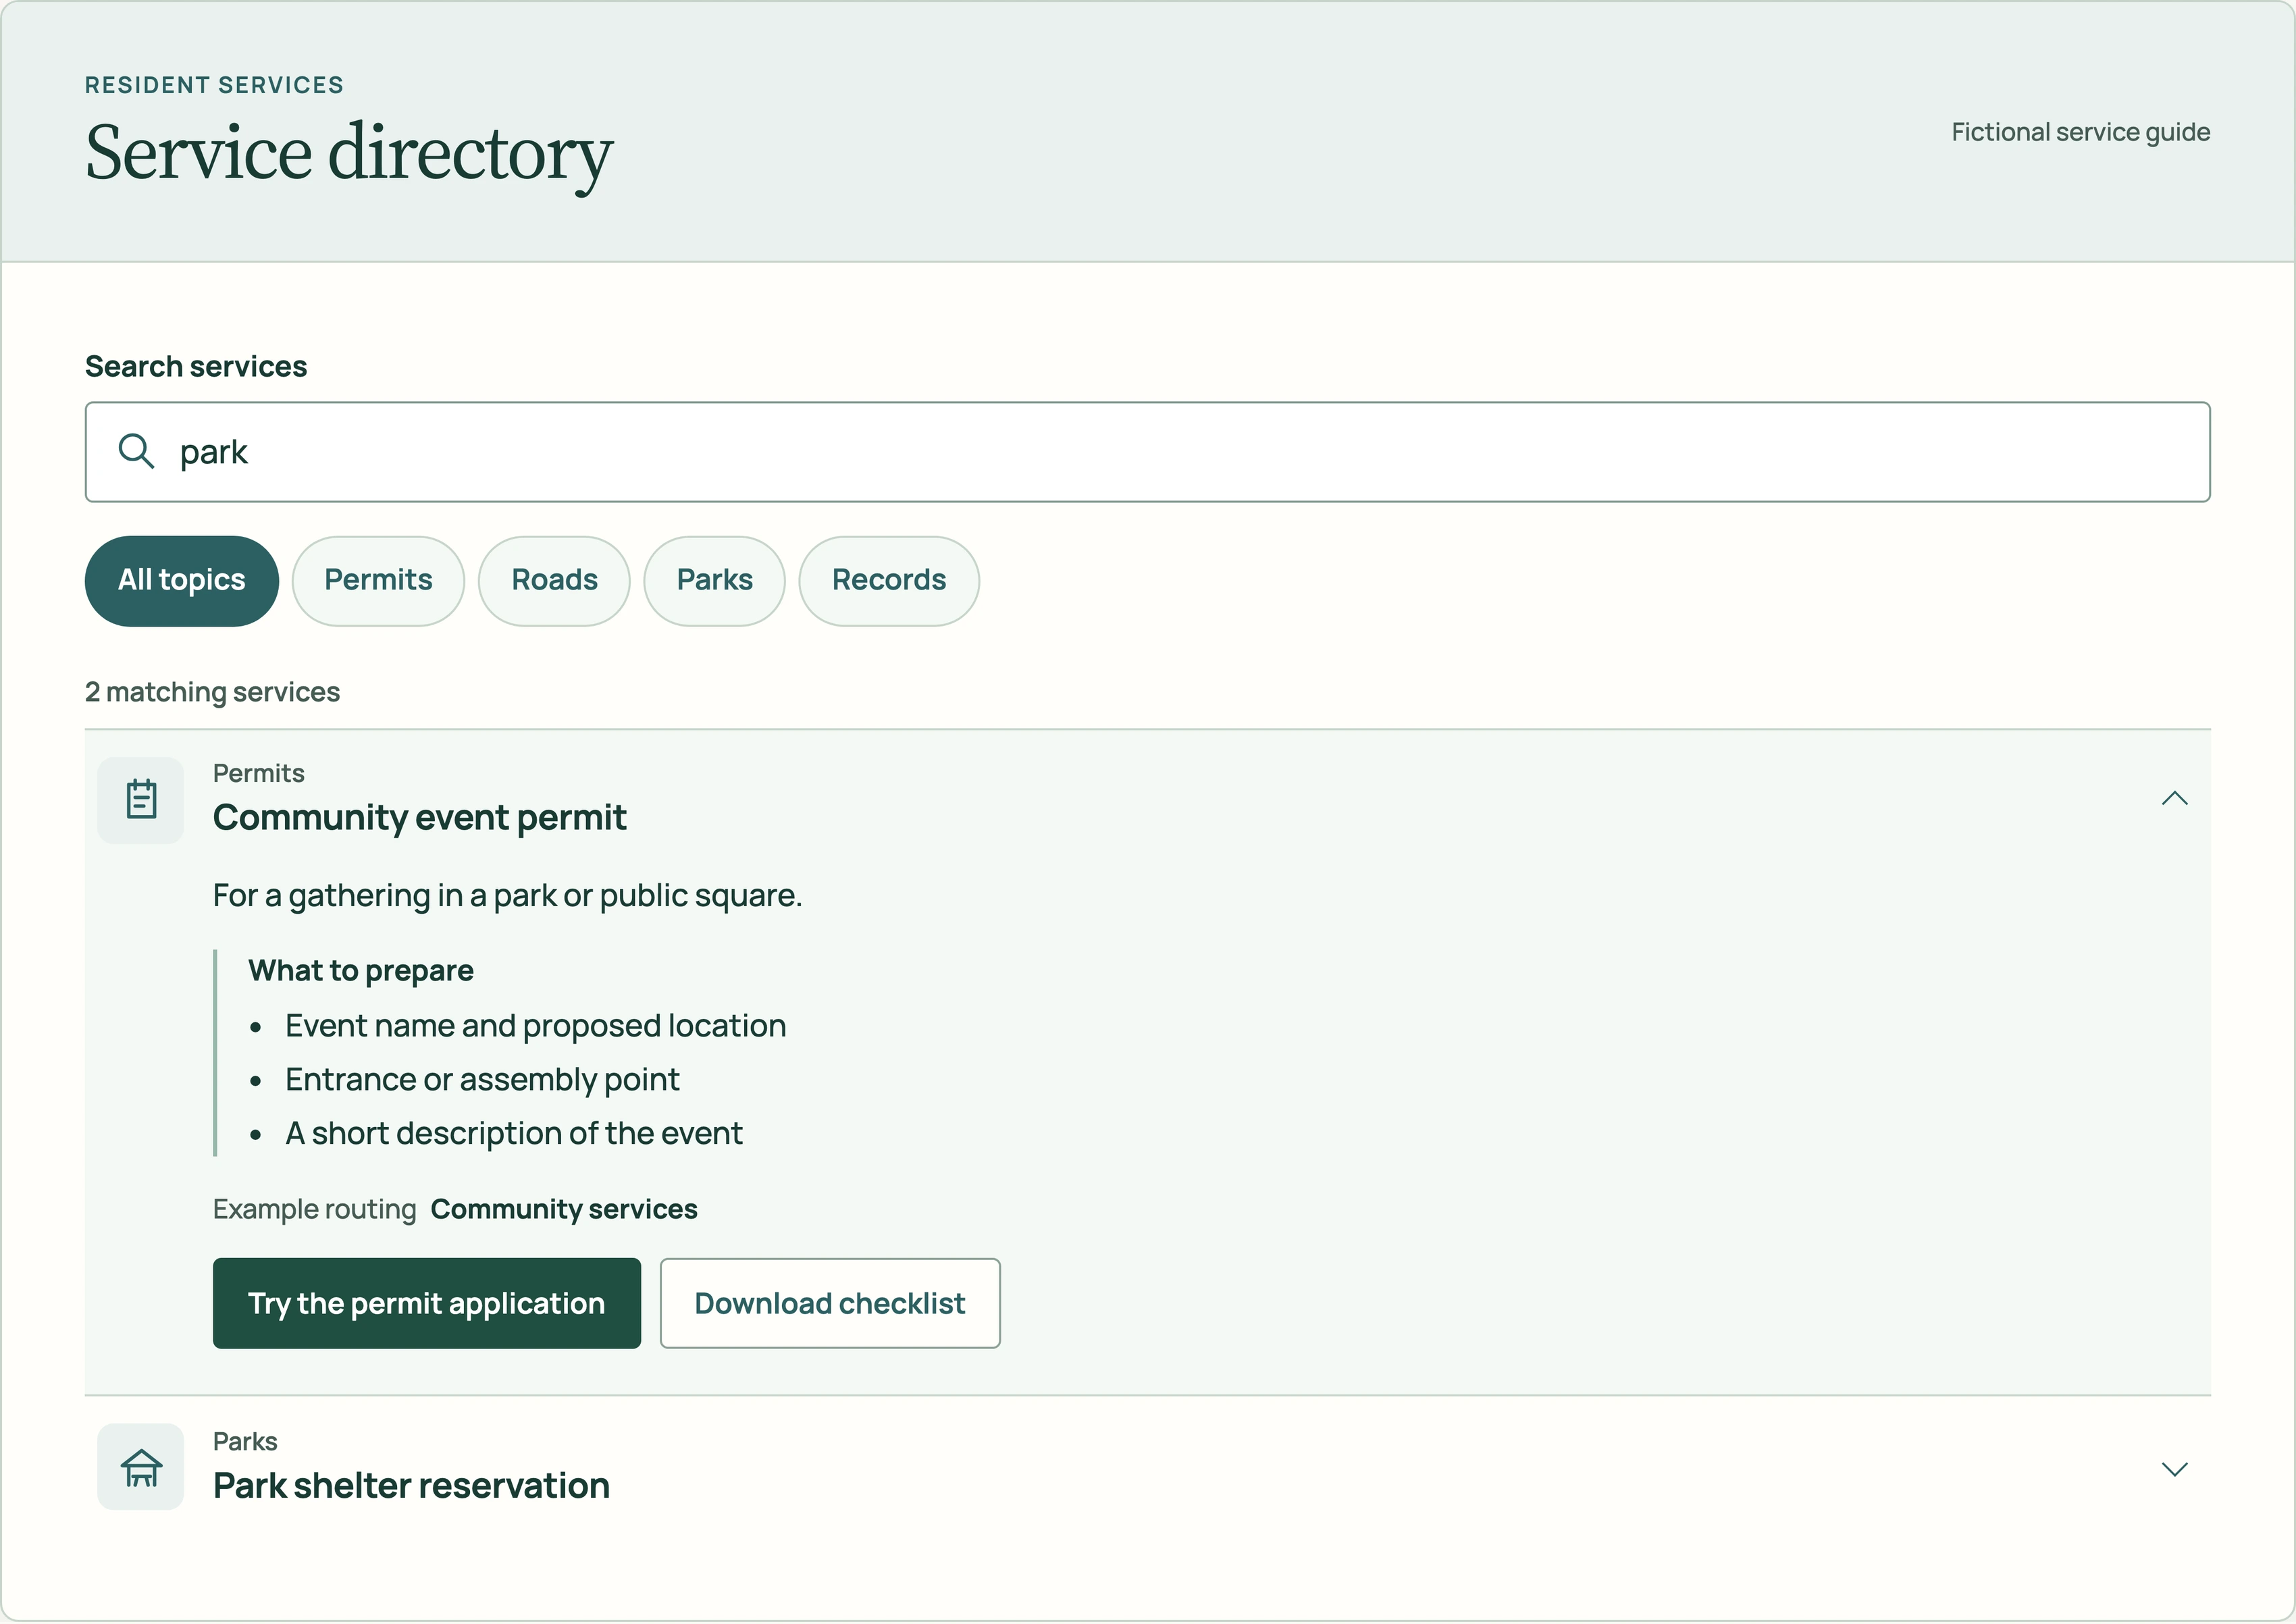 RESIDENT SERVICES
Service directory
Fictional service guide
Search services
park
All topics
Permits
Roads
Parks
Records
2 matching services
Permits
Community event permit
For a gathering in a park or public square.
What to prepare
• Event name and proposed location
• Entrance or assembly point
• A short description of the event
Example routing Community services
Try the permit application
Download checklist
Parks
Park shelter reservation